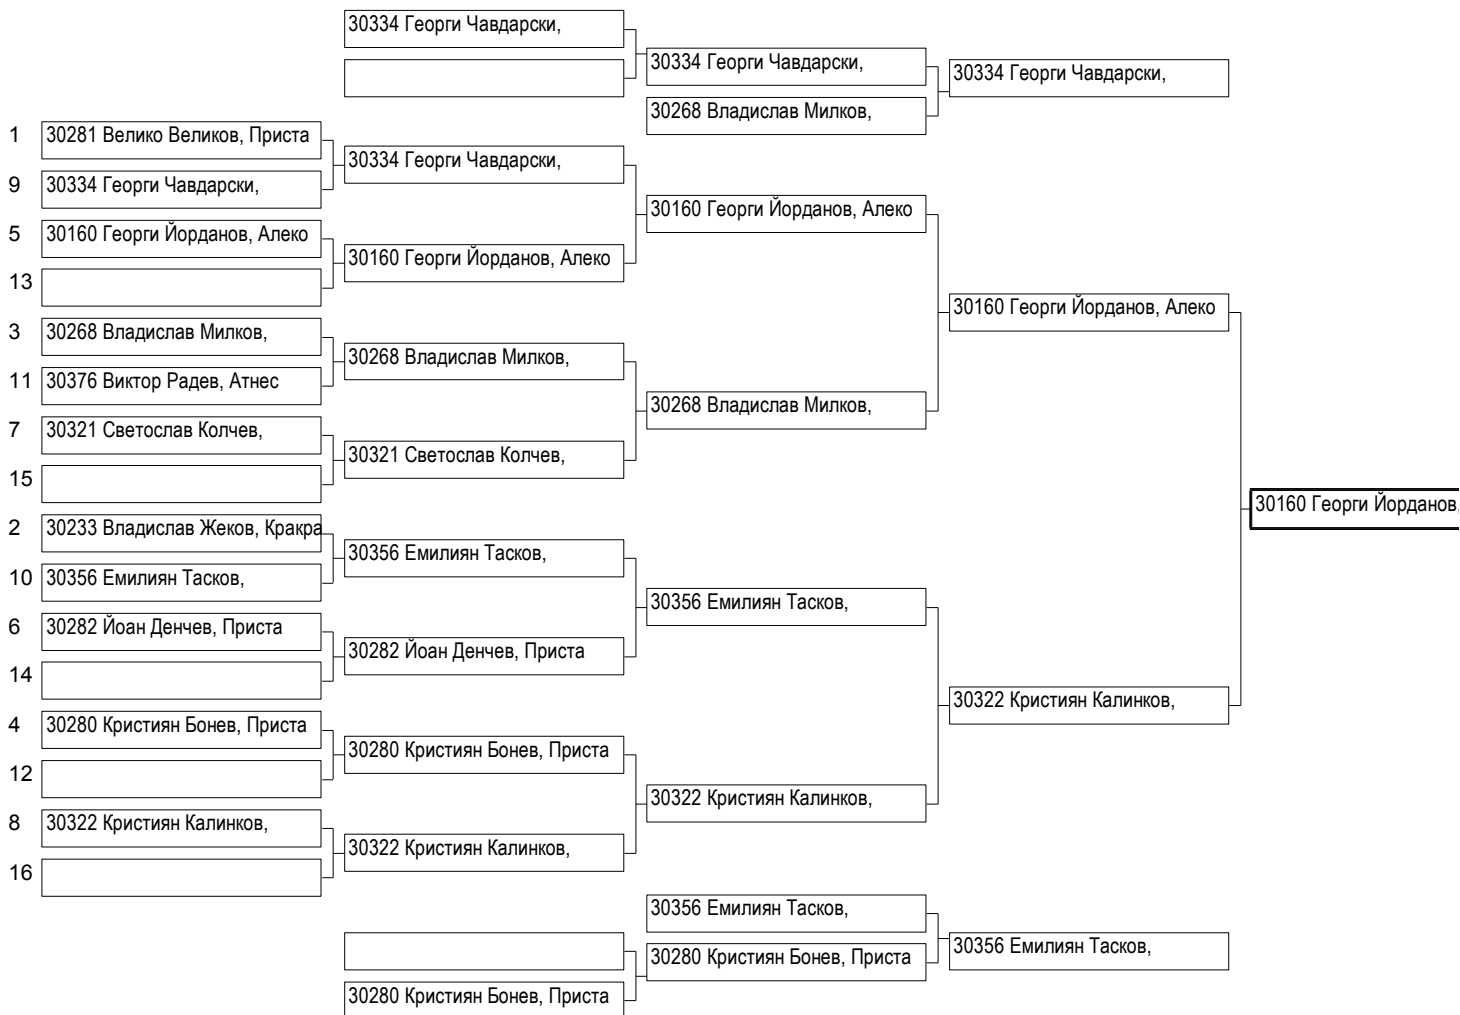 30334 Георги Чавдарски,
30334 Георги Чавдарски,
30334 Георги Чавдарски,
30268 Владислав Милков,
1 30281 Велико Великов, Приста
30334 Георги Чавдарски,
9 30334 Георги Чавдарски,
30160 Георги Йорданов, Алеко
5 30160 Георги Йорданов, Алеко
30160 Георги Йорданов, Алеко
13
30160 Георги Йорданов, Алеко
3 30268 Владислав Милков,
30268 Владислав Милков,
11 30376 Виктор Радев, Атнес
30268 Владислав Милков,
7 30321 Светослав Колчев,
30321 Светослав Колчев,
15
30160 Георги Йорданов,
2 30233 Владислав Жеков, Кракра
30356 Емилиян Тасков,
10 30356 Емилиян Тасков,
30356 Емилиян Тасков,
6 30282 Йоан Денчев, Приста
30282 Йоан Денчев, Приста
14
30322 Кристиян Калинков,
4 30280 Кристиян Бонев, Приста
30280 Кристиян Бонев, Приста
12
30322 Кристиян Калинков,
8 30322 Кристиян Калинков,
30322 Кристиян Калинков,
16
30356 Емилиян Тасков,
30280 Кристиян Бонев, Приста
30356 Емилиян Тасков,
30280 Кристиян Бонев, Приста